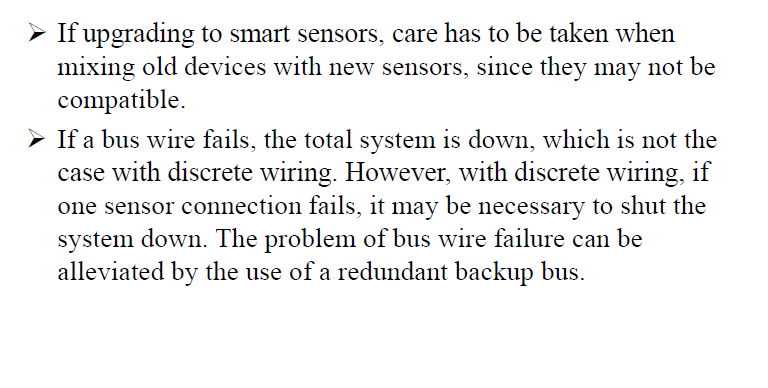 ➢ If upgrading to smart sensors, care has to be taken when
mixing old devices with new sensors, since they may not be
compatible.
➢ If a bus wire fails, the total system is down, which is not the
case with discrete wiring. However, with discrete wiring, if
one sensor connection fails, it may be necessary to shut the
system down. The problem of bus wire failure can be
alleviated by the use of a redundant backup bus.